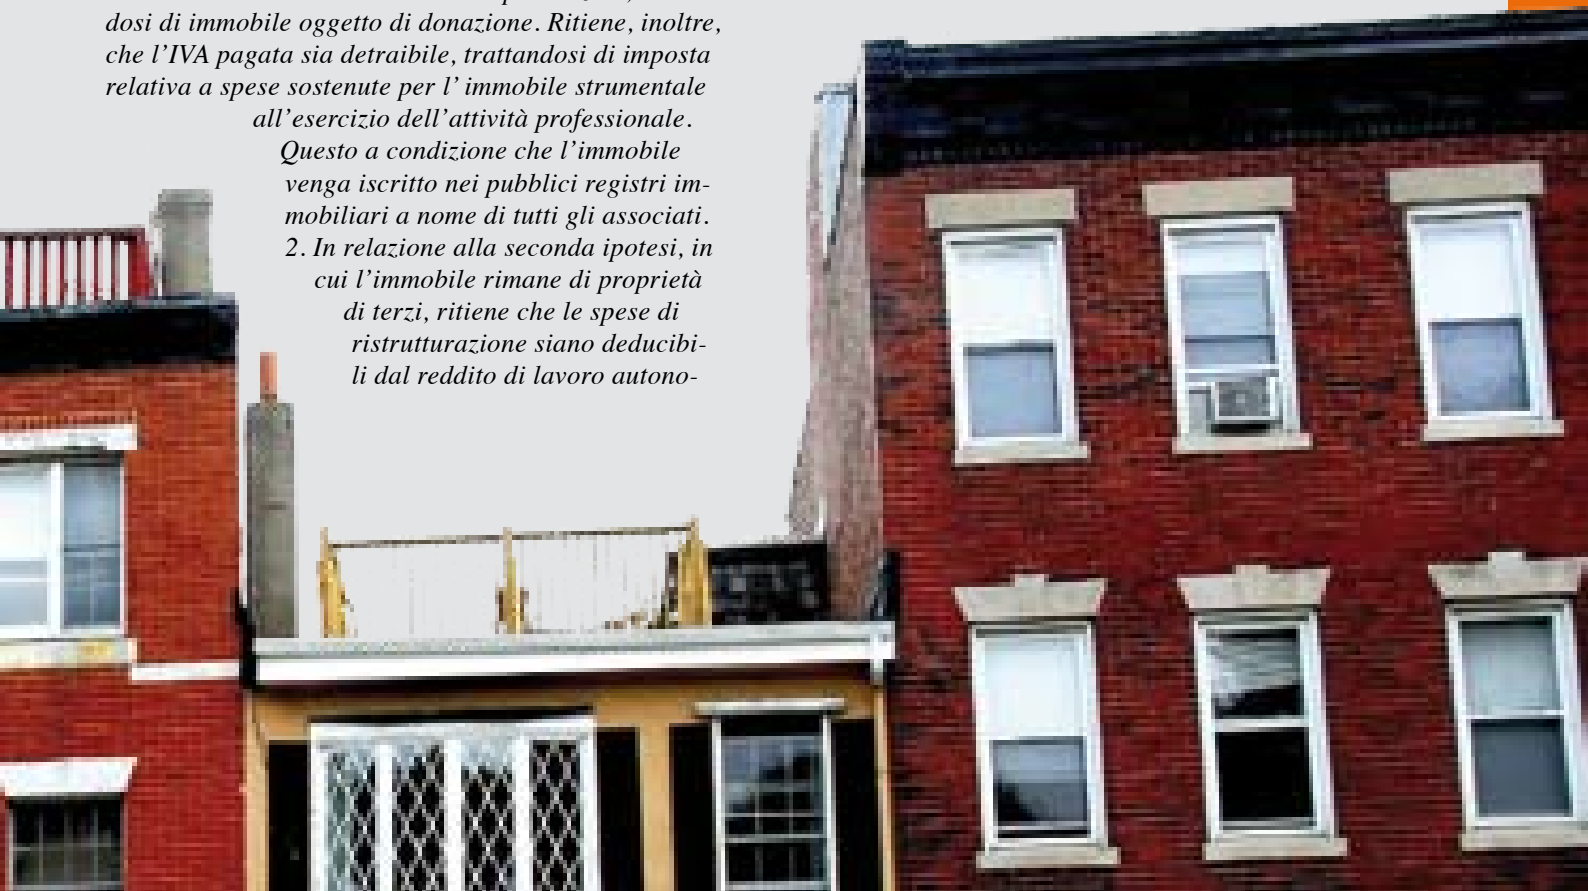 dosi di immobile oggetto di donazione. Ritiene, inoltre,
che l'IVA pagata sia detraibile, trattandosi di imposta
relativa a spese sostenute per l' immobile strumentale
all'esercizio dell'attività professionale.
Questo a condizione che l'immobile
venga iscritto nei pubblici registri im-
mobiliari a nome di tutti gli associati.
2. In relazione alla seconda ipotesi, in
cui l'immobile rimane di proprietà
di terzi, ritiene che le spese di
ristrutturazione siano deducibi-
li dal reddito di lavoro autono-